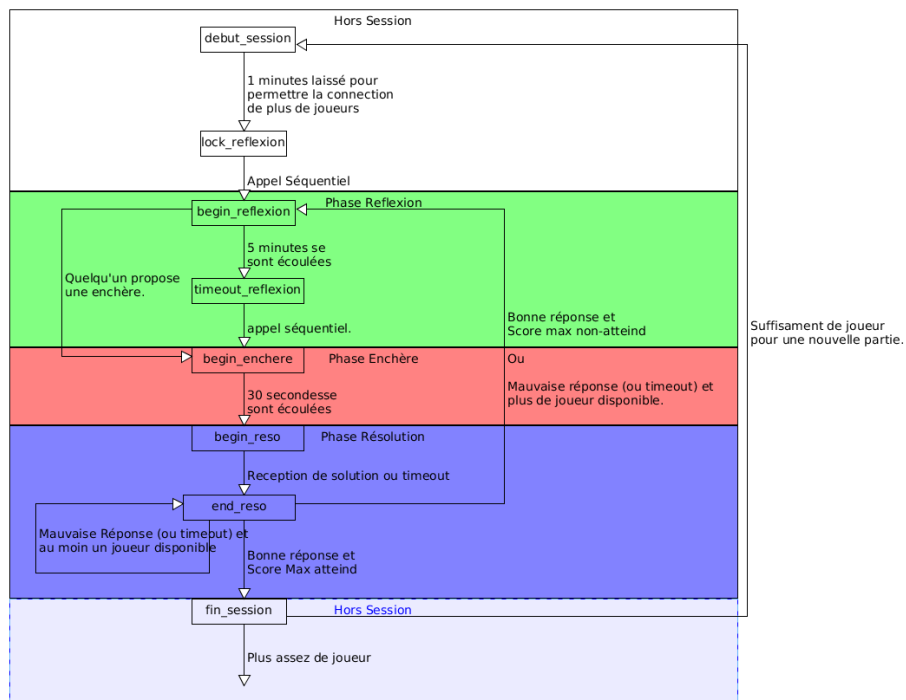 Hors Session
debut_session
1 minutes laissé pour
permettre la connection
de plus de joueurs
lock_reflexion
Appel Séquentiel
Phase Reflexion
begin_reflexion
5 minutes se
sont écoulées
Quelqu'un propose
une enchère.
timeout_reflexion
appel séquentiel.
Bonne réponse et
Score max non-atteind
Ou
Mauvaise réponse (ou timeout) et
plus de joueur disponible.
Suffisament de joueur
pour une nouvelle partie.
begin_enchere
Phase Enchère
30 secondesse
sont écoulées
begin_reso
Phase Résolution
Reception de solution ou timeout
end_reso
Mauvaise Réponse (ou timeout) et
au moin un joueur disponible
Bonne réponse et
Score Max atteind
fin_session
Hors Session
Plus assez de joueur